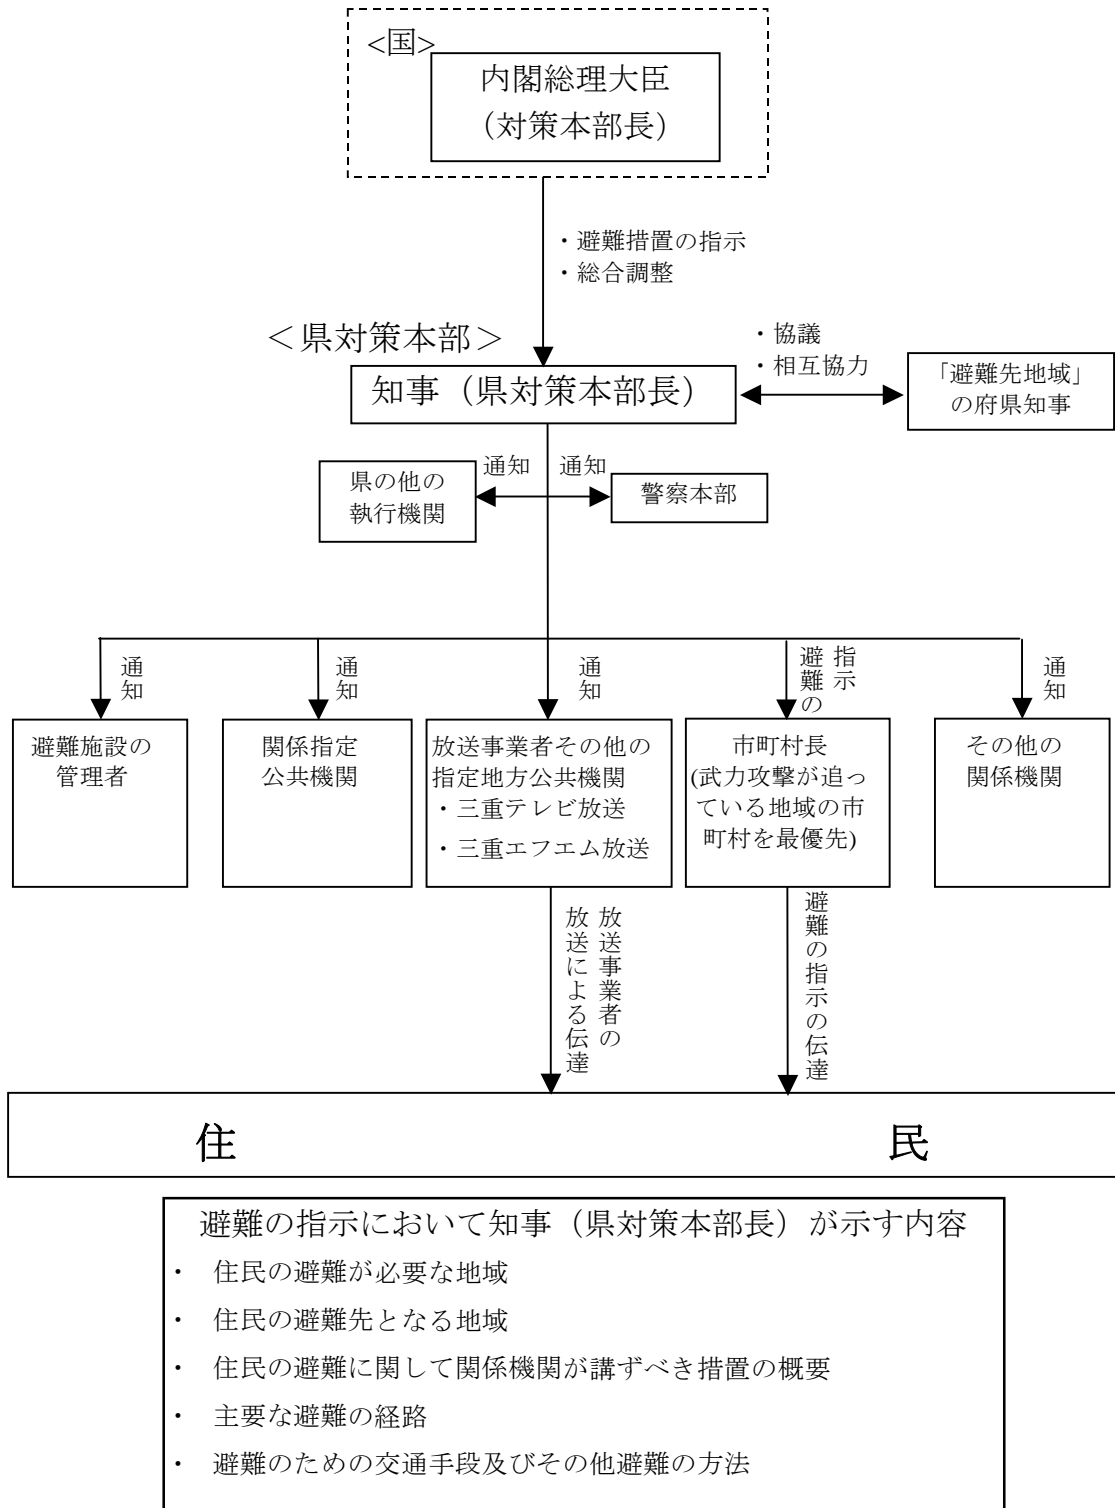 <国>
内閣総理大臣
（対策本部長）
・避難措置の指示
・総合調整
＜県対策本部＞
知事（県対策本部長）
・協議
・相互協力
「避難先地域」
の府県知事
県の他の
執行機関
通知
通知
警察本部
通知
通知
通知
避難の
指示
通知
避難施設の
管理者
関係指定
公共機関
放送事業者その他の
指定地方公共機関
・三重テレビ放送
・三重エフエム放送
市町村長
(武力攻撃が追っ
ている地域の市
町村を最優先)
その他の
関係機関
放送事業者の
放送による伝達
避難の指示の伝達
住　民
避難の指示において知事（県対策本部長）が示す内容
・ 住民の避難が必要な地域
・ 住民の避難先となる地域
・ 住民の避難に関して関係機関が講ずべき措置の概要
・ 主要な避難の経路
・ 避難のための交通手段及びその他避難の方法